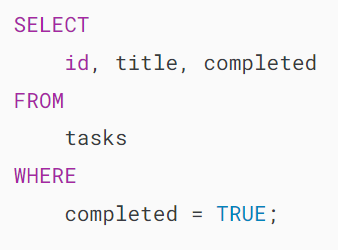 SELECT
    id, title, completed
FROM
    tasks
WHERE
    completed = TRUE;